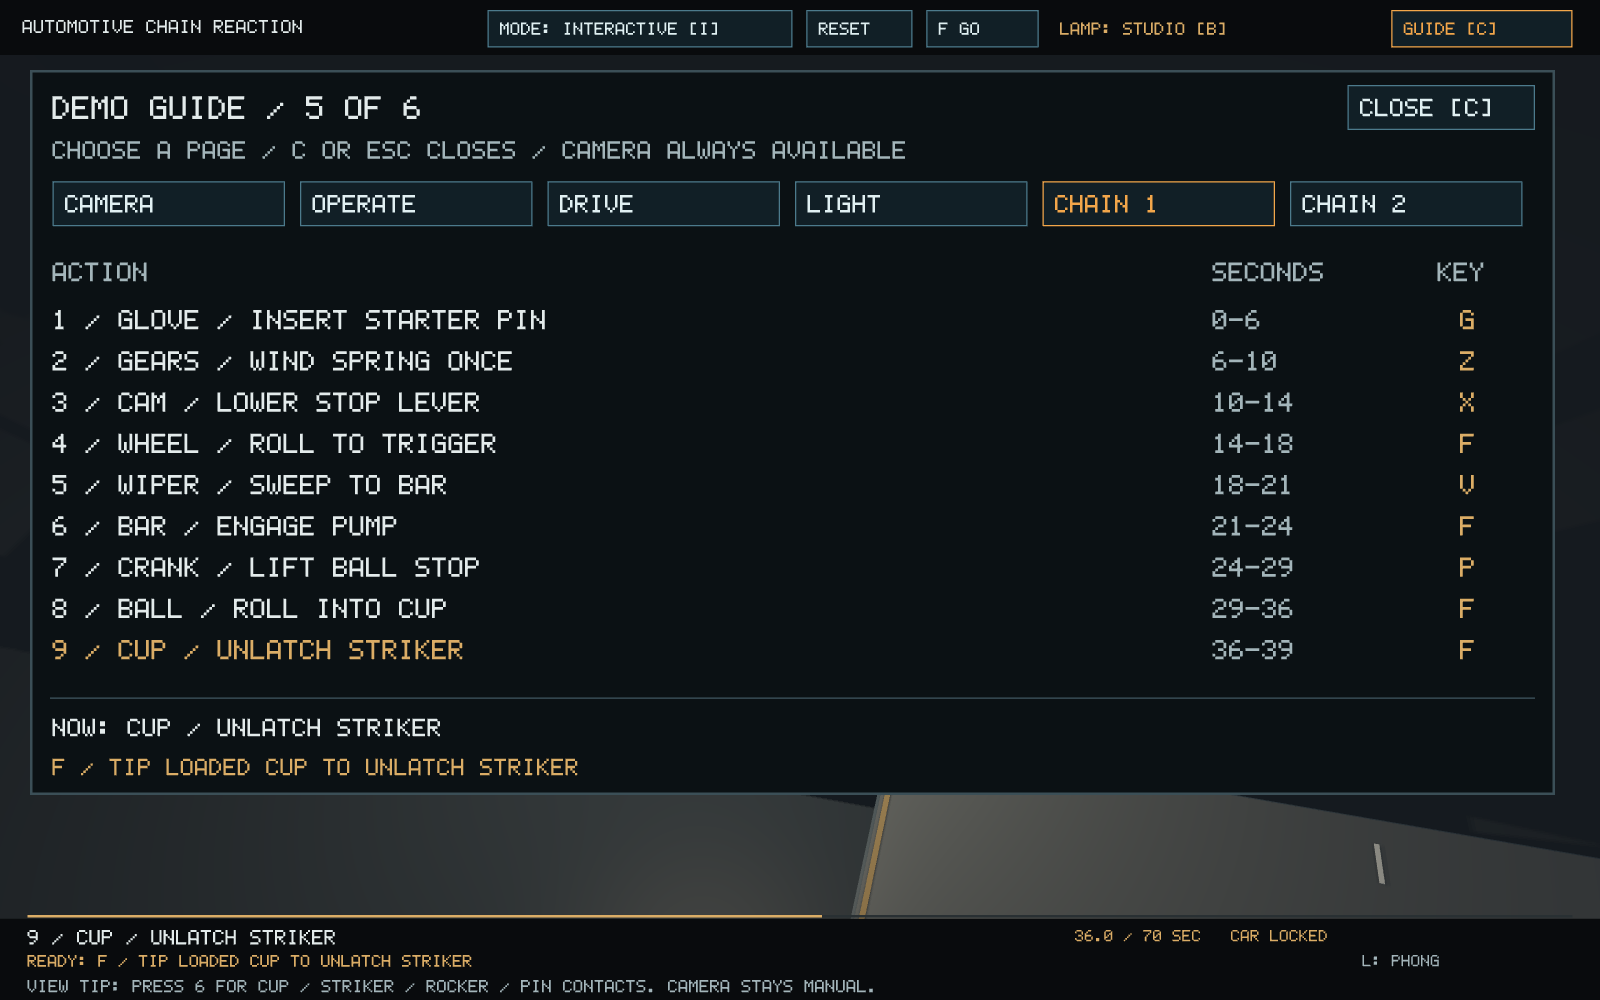 AUTOMOTIVE CHAIN REACTION
MODE: INTERACTIVE [I]
RESET
F GO
LAMP: STUDIO [B]
GUIDE [C]
DEMO GUIDE / 5 OF 6
CLOSE [C]
CHOOSE A PAGE / C OR ESC CLOSES / CAMERA ALWAYS AVAILABLE
CAMERA
OPERATE
DRIVE
LIGHT
CHAIN 1
CHAIN 2
ACTION SECONDS KEY
1 / GLOVE / INSERT STARTER PIN 0-6 G
2 / GEARS / WIND SPRING ONCE 6-10 Z
3 / CAM / LOWER STOP LEVER 10-14 X
4 / WHEEL / ROLL TO TRIGGER 14-18 F
5 / WIPER / SWEEP TO BAR 18-21 V
6 / BAR / ENGAGE PUMP 21-24 F
7 / CRANK / LIFT BALL STOP 24-29 P
8 / BALL / ROLL INTO CUP 29-36 F
9 / CUP / UNLATCH STRIKER 36-39 F
NOW: CUP / UNLATCH STRIKER
F / TIP LOADED CUP TO UNLATCH STRIKER
9 / CUP / UNLATCH STRIKER
36.0 / 70 SEC
CAR LOCKED
READY: F / TIP LOADED CUP TO UNLATCH STRIKER
L: PHONG
VIEW TIP: PRESS 6 FOR CUP / STRIKER / ROCKER / PIN CONTACTS. CAMERA STAYS MANUAL.